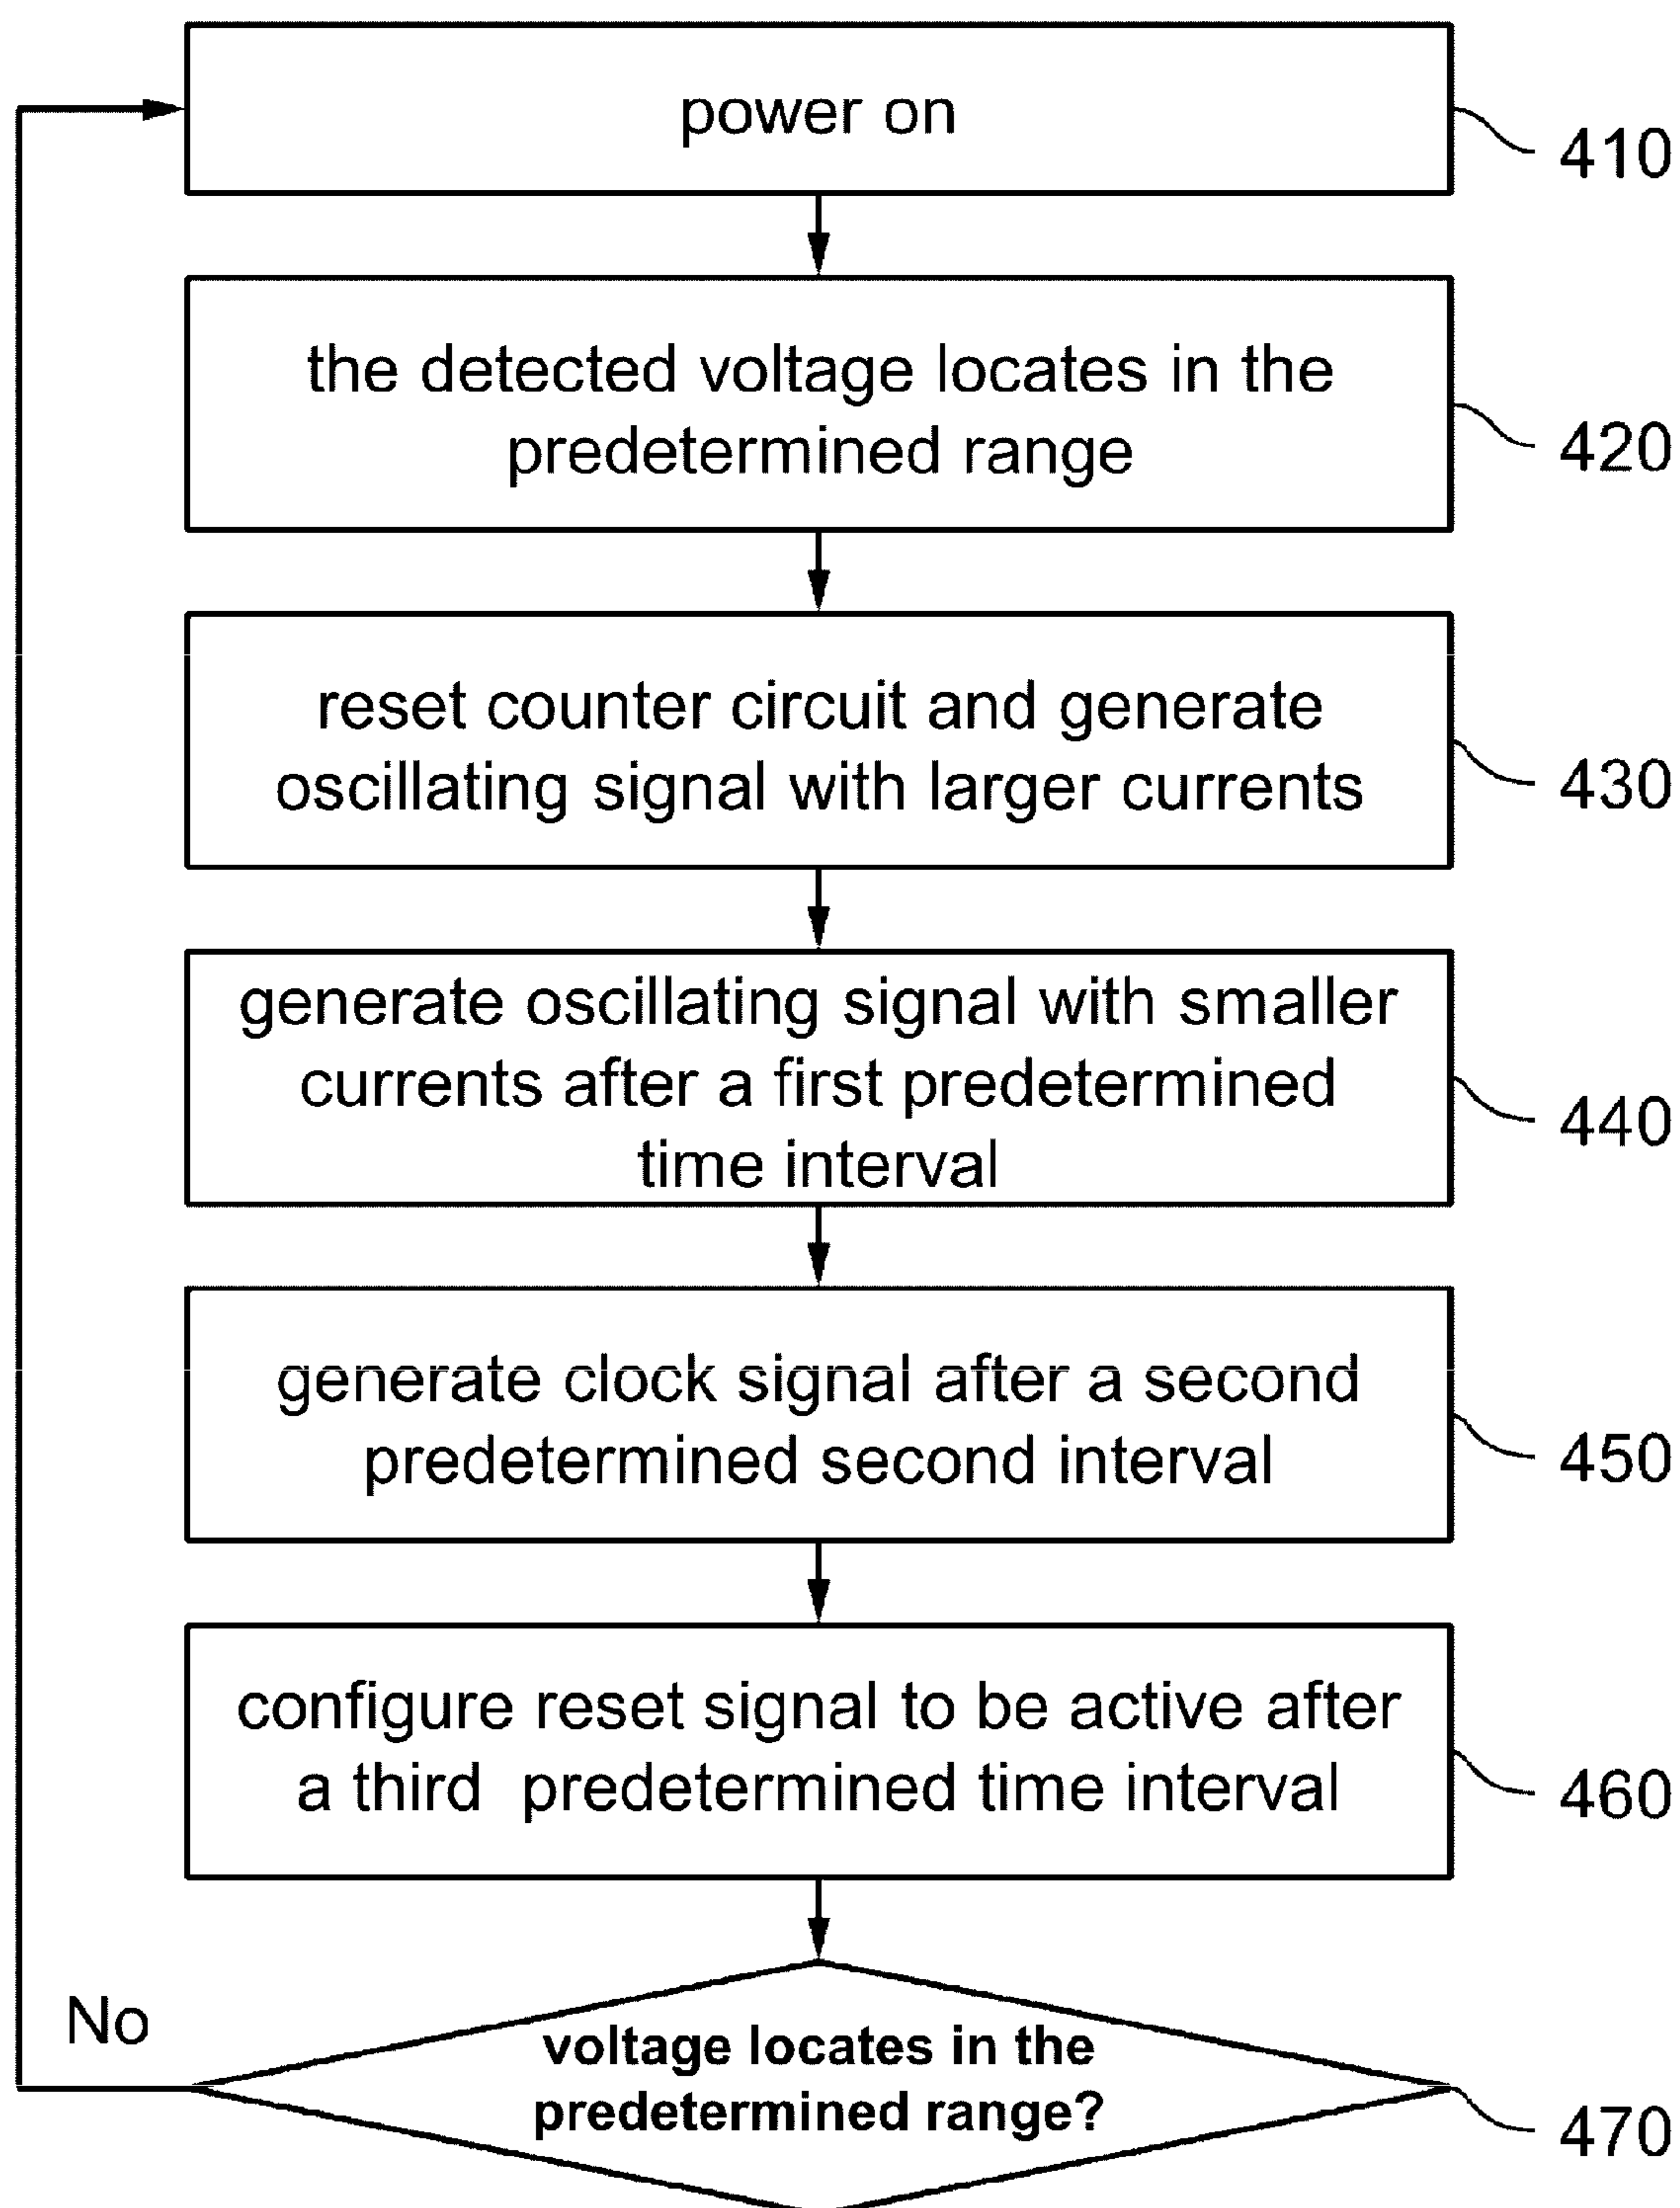 power on
410
the detected voltage locates in the
predetermined range
420
reset counter circuit and generate
oscillating signal with larger currents
430
generate oscillating signal with smaller
currents after a first predetermined
time interval
440
generate clock signal after a second
predetermined second interval
450
configure reset signal to be active after
a third predetermined time interval
460
No
voltage locates in the
predetermined range?
470